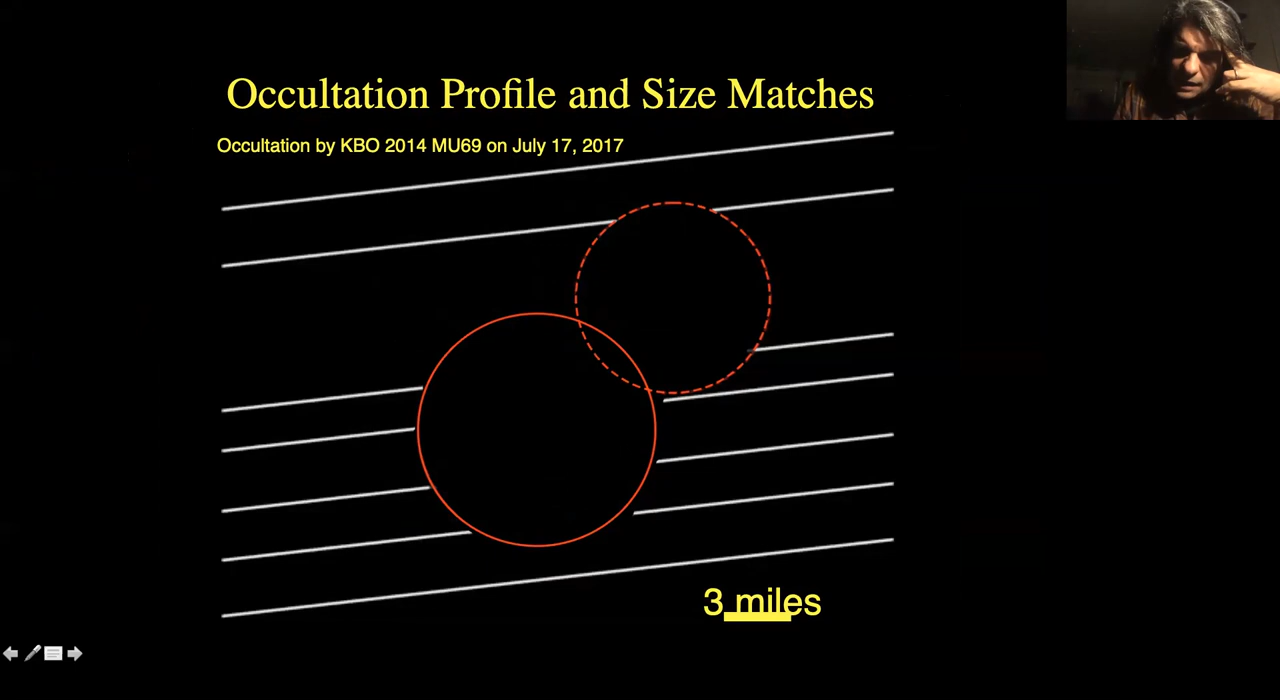 Occultation Profile and Size Matches
Occultation by KBO 2014 MU69 on July 17, 2017
3 miles